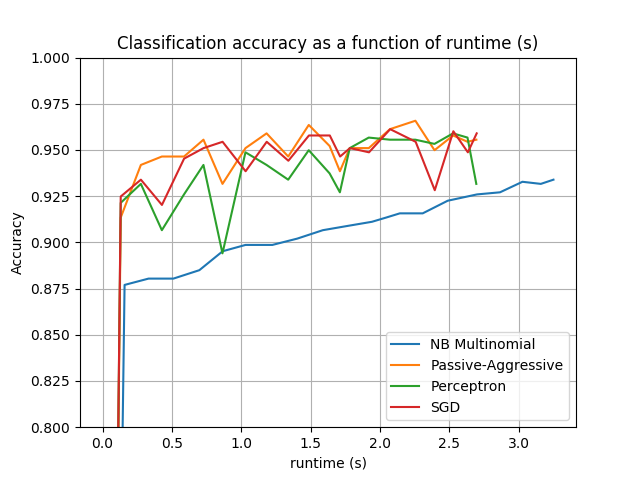 Classification accuracy as a function of runtime (s)
1.000
0.975
0.950
0.925
0.900
0.875
0.850
0.825
0.800
Accuracy
NB Multinomial
Passive-Aggressive
Perceptron
SGD
0.0 0.5 1.0 1.5 2.0 2.5 3.0
runtime (s)